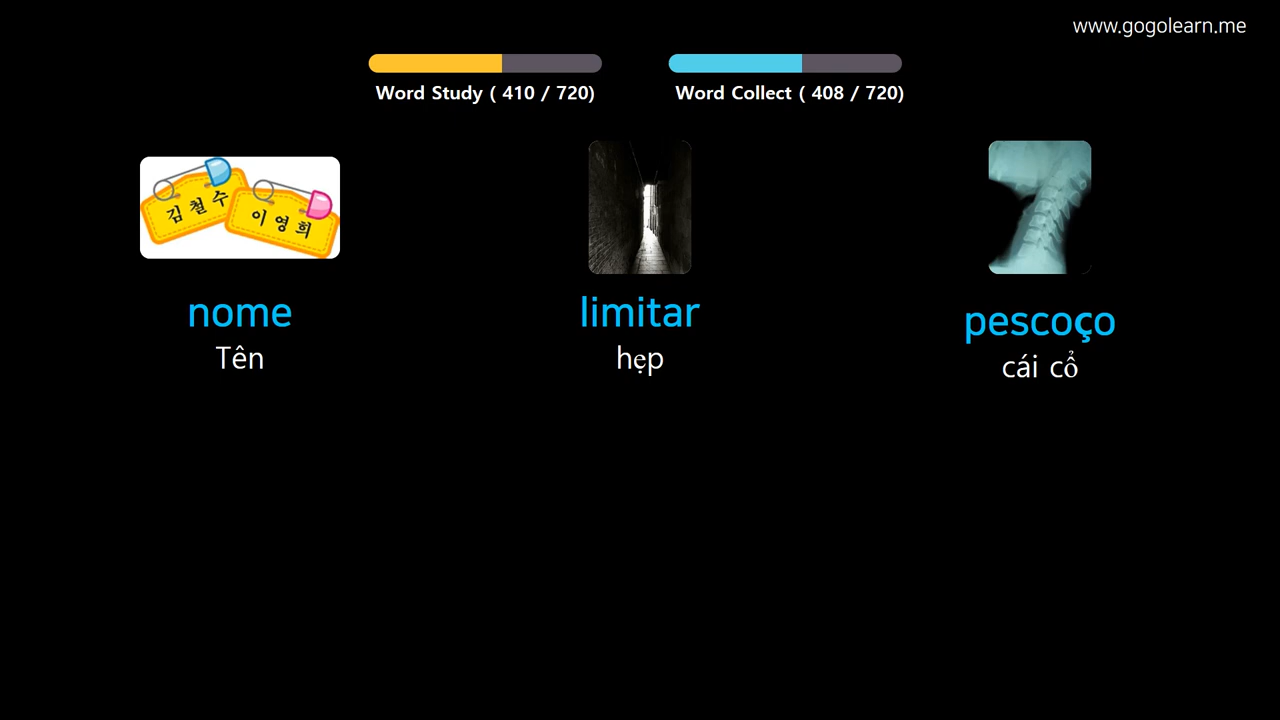 www.gogolearn.me
Word Study ( 410 / 720)
Word Collect ( 408 / 720)
김철수
이영희
nome
Tên
limitar
hẹp
pescoço
cái cổ